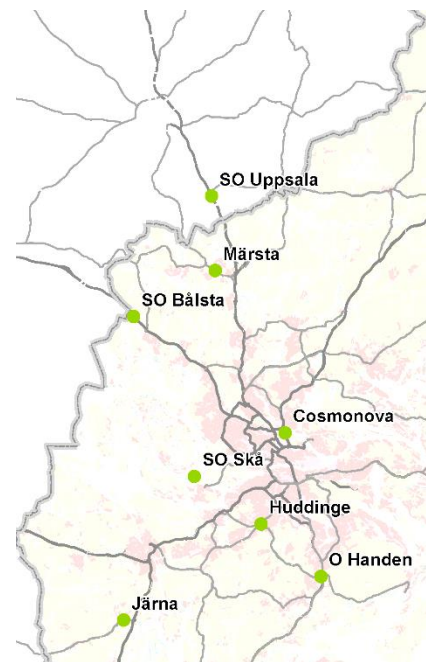 SO Uppsala
Märsta
SO Bålsta
Cosmonova
SO Skå
Huddinge
O Handen
Järna